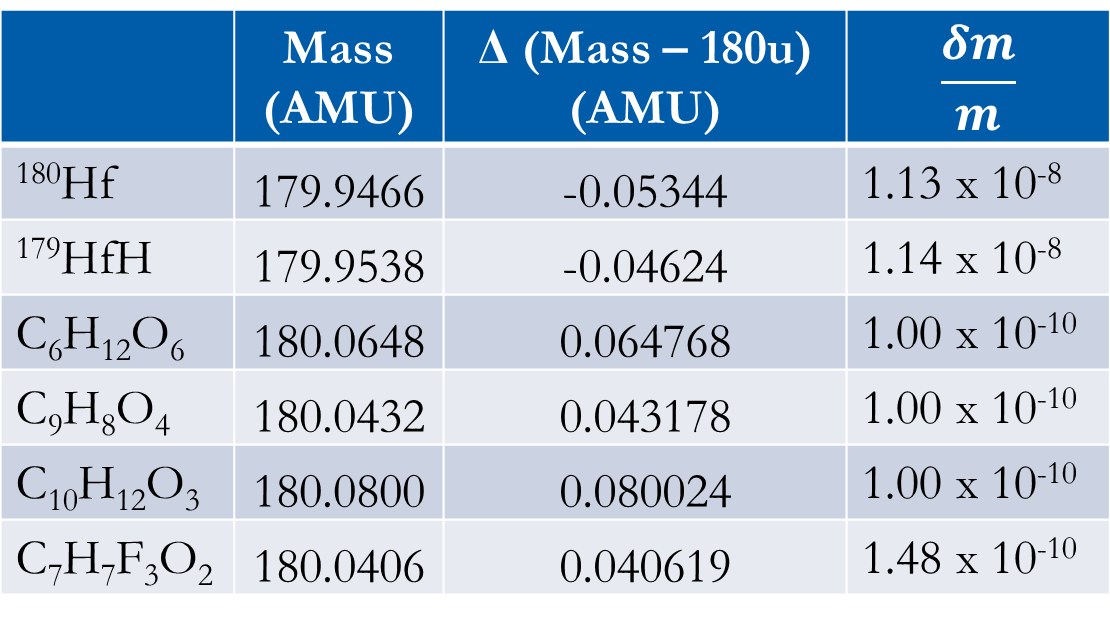 Mass (AMU) Δ (Mass – 180u) (AMU) δm/m
¹⁸⁰Hf 179.9466 -0.05344 1.13 x 10⁻⁸
¹⁷⁹HfH 179.9538 -0.04624 1.14 x 10⁻⁸
C₆H₁₂O₆ 180.0648 0.064768 1.00 x 10⁻¹⁰
C₉H₈O₄ 180.0432 0.043178 1.00 x 10⁻¹⁰
C₁₀H₁₂O₃ 180.0800 0.080024 1.00 x 10⁻¹⁰
C₇H₇F₃O₂ 180.0406 0.040619 1.48 x 10⁻¹⁰